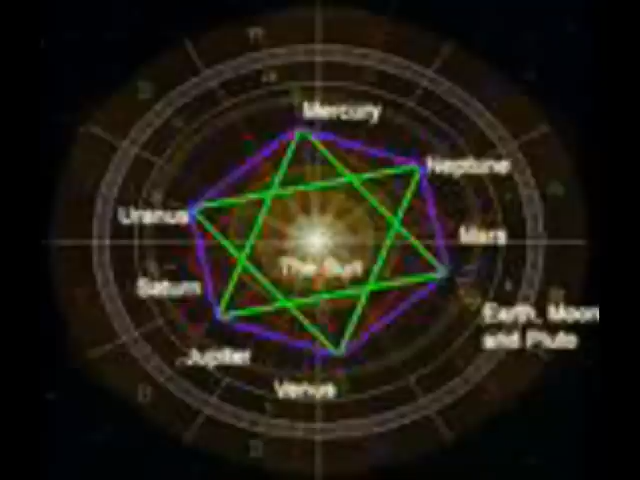 Mercury
Neptune
Uranus
Mars
The Sun
Saturn
Earth, Moon
and Pluto
Jupiter
Venus